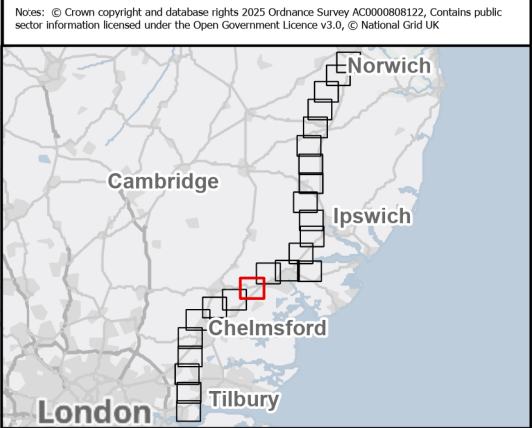 Notes: © Crown copyright and database rights 2025 Ordnance Survey AC0000808122, Contains public
sector information licensed under the Open Government Licence v3.0, © National Grid UK
Norwich
Cambridge
Ipswich
Chelmsford
Tilbury
London